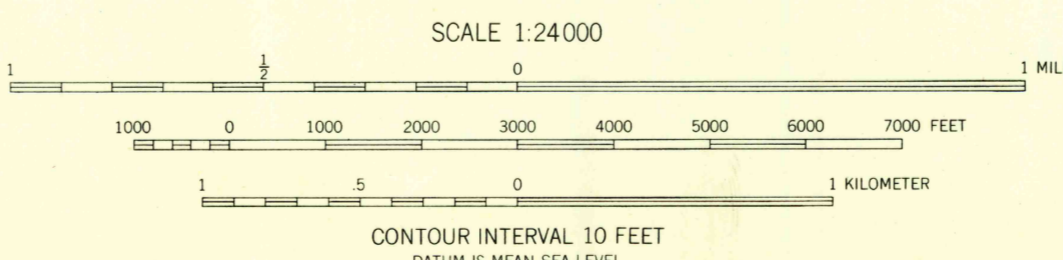 SCALE 1:24000
1 ½ 0 1 MIL
1000 0 1000 2000 3000 4000 5000 6000 7000 FEET
1 .5 0 1 KILOMETER
CONTOUR INTERVAL 10 FEET
DATUM IS MEAN SEA LEVEL